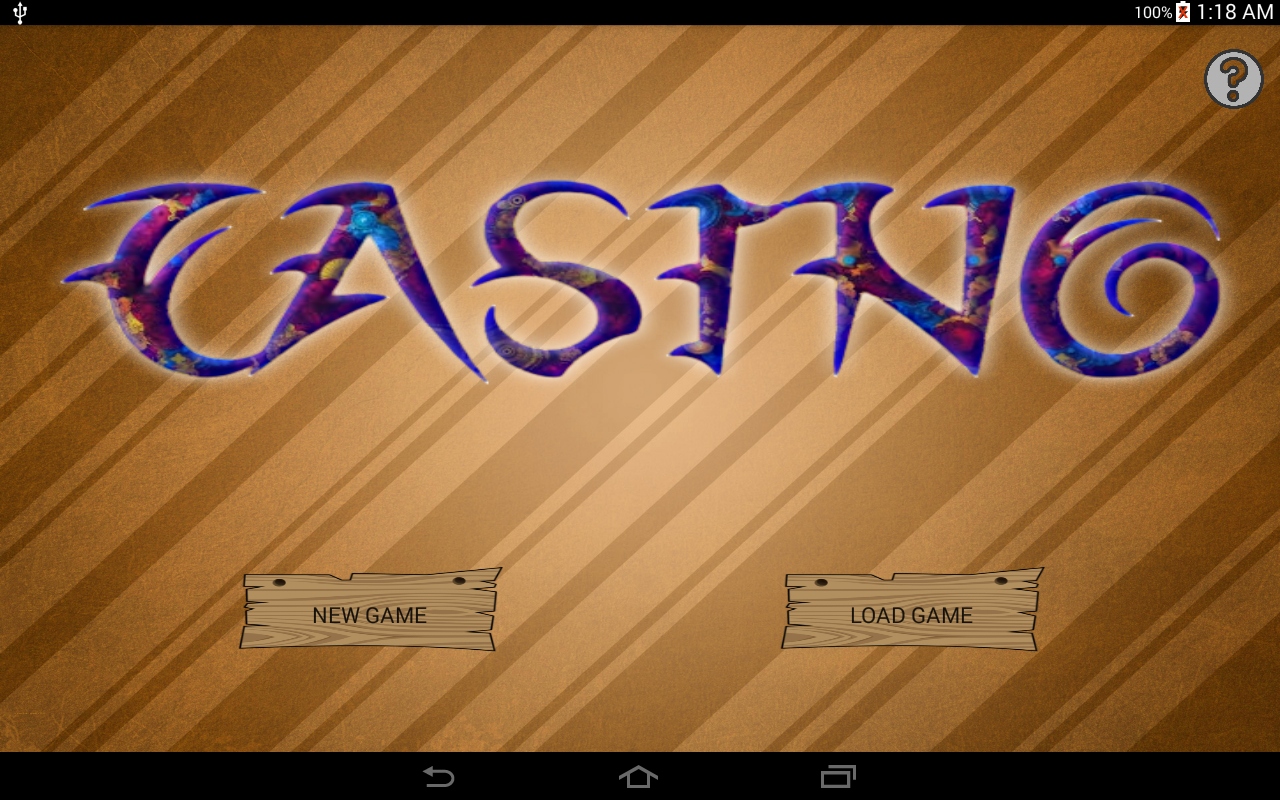 100% 1:18 AM
?
CASINO
NEW GAME
LOAD GAME